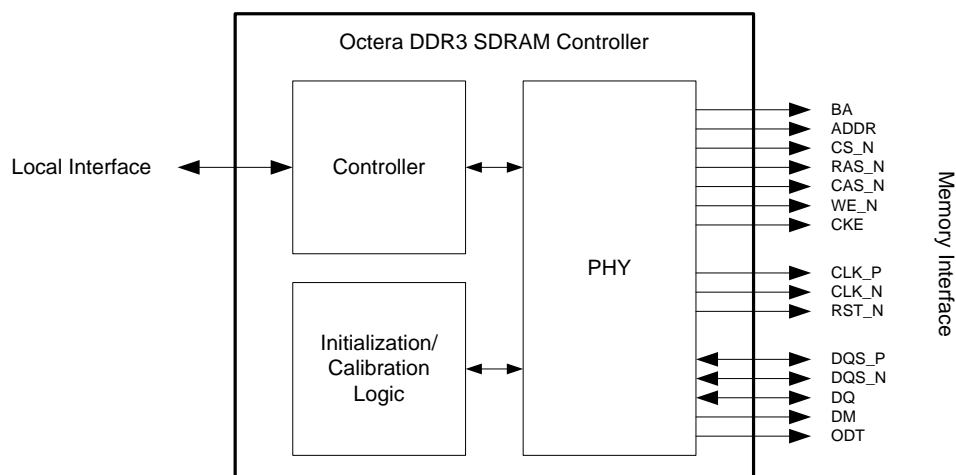 Octera DDR3 SDRAM Controller
Local Interface
Controller
Initialization/
Calibration
Logic
PHY
BA
ADDR
CS_N
RAS_N
CAS_N
WE_N
CKE
CLK_P
CLK_N
RST_N
DQS_P
DQS_N
DQ
DM
ODT
Memory Interface